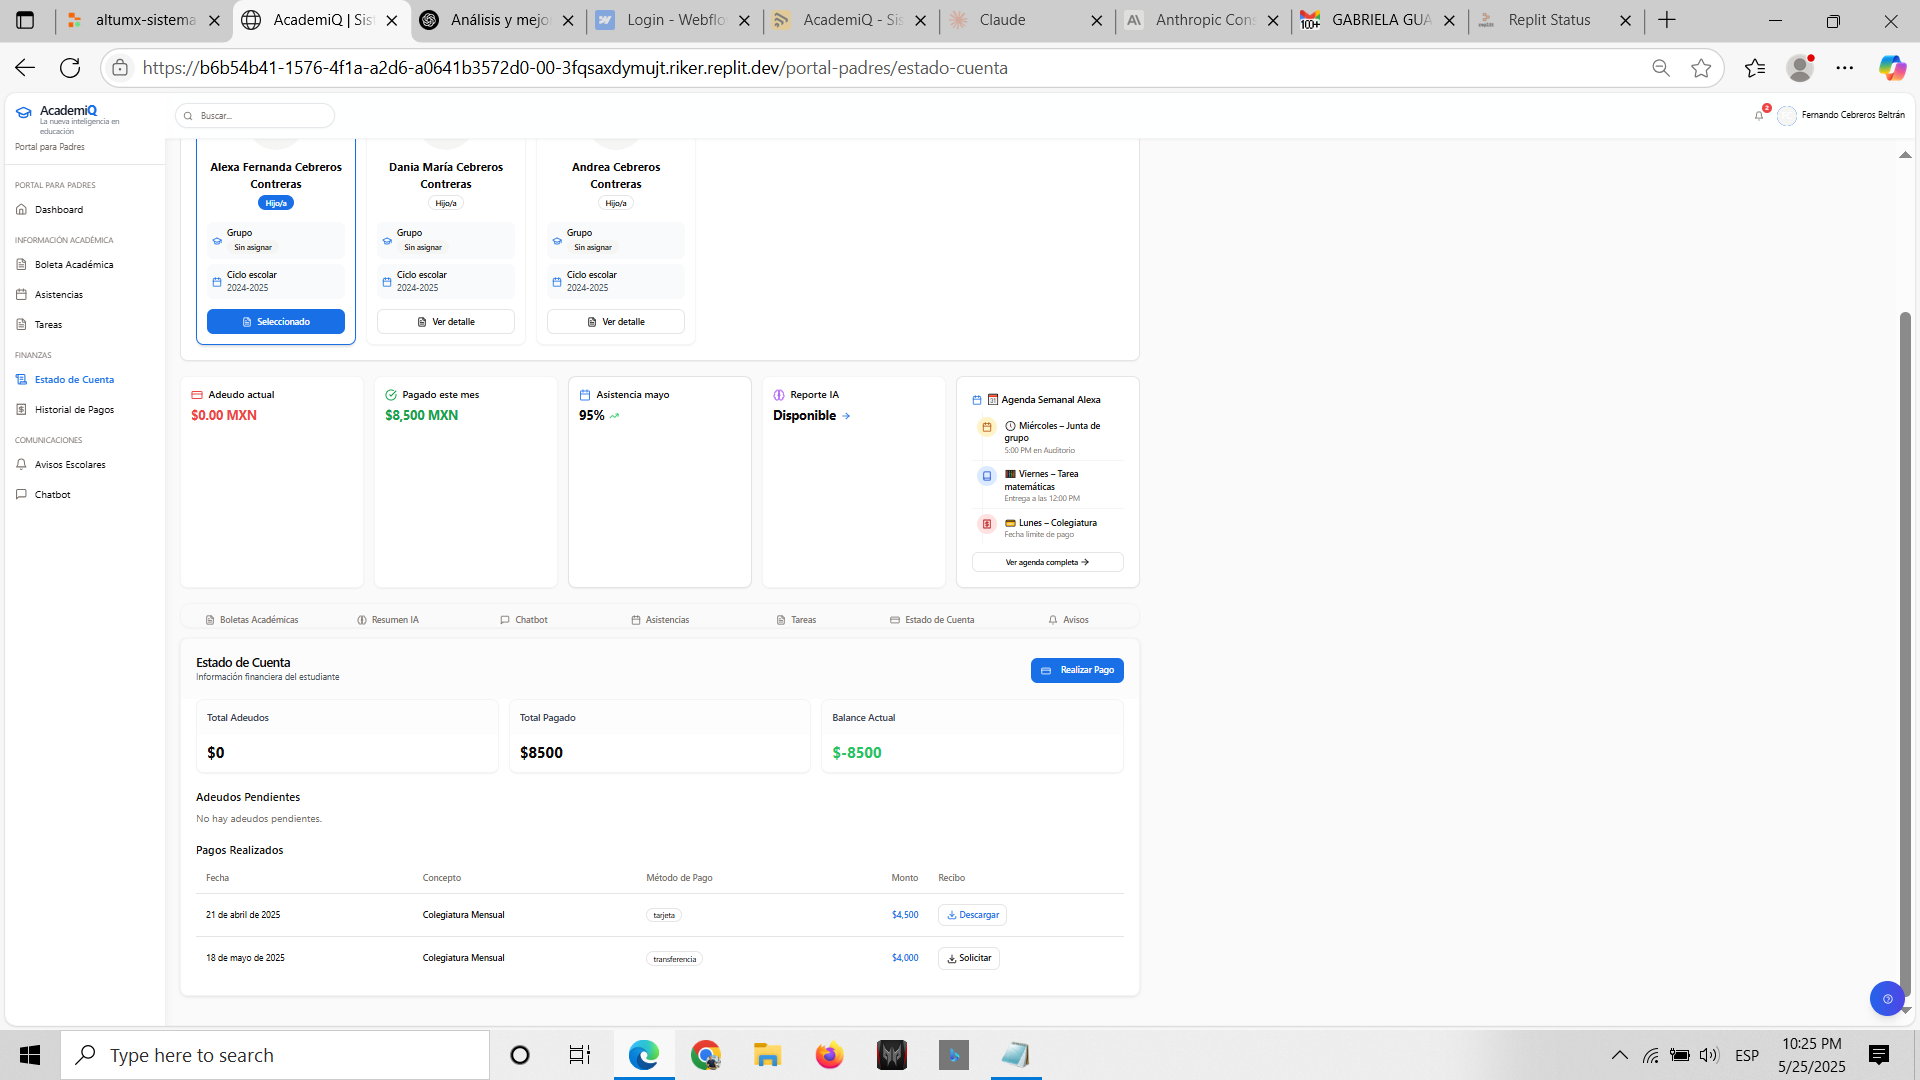 altumx-sistema
AcademiQ | Sist
Análisis y mejo
Login - Webflo
AcademiQ - Sis
Claude
Anthropic Cons
GABRIELA GUA
Replit Status
https://b6b54b41-1576-4f1a-a2d6-a0641b3572d0-00-3fqsaxdymujt.riker.replit.dev/portal-padres/estado-cuenta
AcademiQ
La nueva inteligencia en
educación
Portal para Padres
Buscar...
2
Fernando Cebreros Beltrán
PORTAL PARA PADRES
Dashboard
INFORMACIÓN ACADÉMICA
Boleta Académica
Asistencias
Tareas
FINANZAS
Estado de Cuenta
Historial de Pagos
COMUNICACIONES
Avisos Escolares
Chatbot
Alexa Fernanda Cebreros
Contreras
Hijo/a
Grupo
Sin asignar
Ciclo escolar
2024-2025
Seleccionado
Dania María Cebreros
Contreras
Hijo/a
Grupo
Sin asignar
Ciclo escolar
2024-2025
Ver detalle
Andrea Cebreros
Contreras
Hijo/a
Grupo
Sin asignar
Ciclo escolar
2024-2025
Ver detalle
Adeudo actual
$0.00 MXN
Pagado este mes
$8,500 MXN
Asistencia mayo
95%
Reporte IA
Disponible
Agenda Semanal Alexa
Miércoles – Junta de
grupo
5:00 PM en Auditorio
Viernes – Tarea
matemáticas
Entrega a las 12:00 PM
Lunes – Colegiatura
Fecha límite de pago
Ver agenda completa
Boletas Académicas
Resumen IA
Chatbot
Asistencias
Tareas
Estado de Cuenta
Avisos
Estado de Cuenta
Información financiera del estudiante
Realizar Pago
Total Adeudos
$0
Total Pagado
$8500
Balance Actual
$-8500
Adeudos Pendientes
No hay adeudos pendientes.
Pagos Realizados
Fecha Concepto Método de Pago Monto Recibo
21 de abril de 2025 Colegiatura Mensual tarjeta $4,500 Descargar
18 de mayo de 2025 Colegiatura Mensual transferencia $4,000 Solicitar
Type here to search
ESP
10:25 PM
5/25/2025